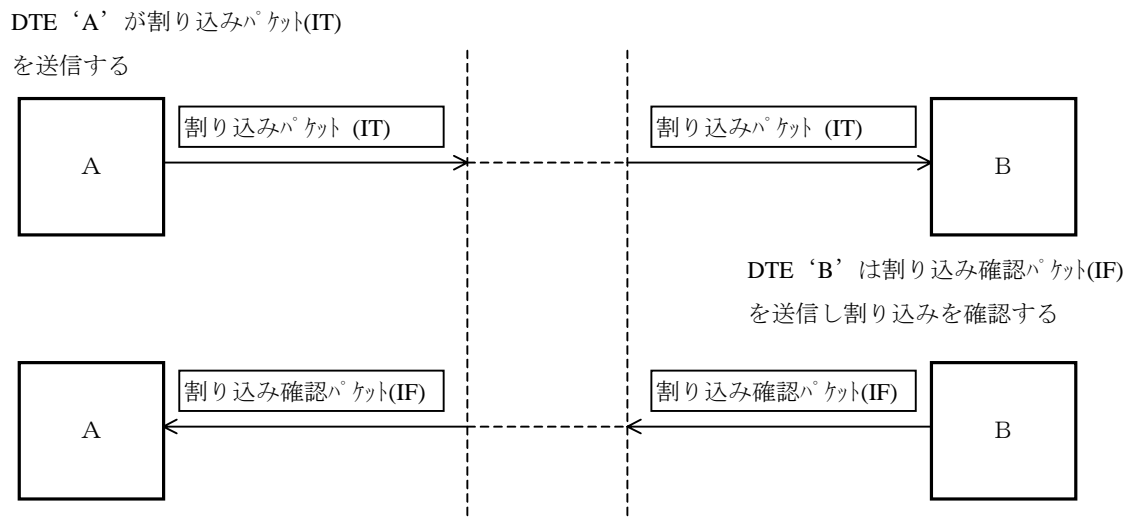 DTE ‘A’ が割り込みﾊﾟｹｯﾄ(IT)
を送信する
割り込みﾊﾟｹｯﾄ (IT)
割り込みﾊﾟｹｯﾄ (IT)
A
B
DTE ‘B’ は割り込み確認ﾊﾟｹｯﾄ(IF)
を送信し割り込みを確認する
割り込み確認ﾊﾟｹｯﾄ(IF)
割り込み確認ﾊﾟｹｯﾄ(IF)
A
B